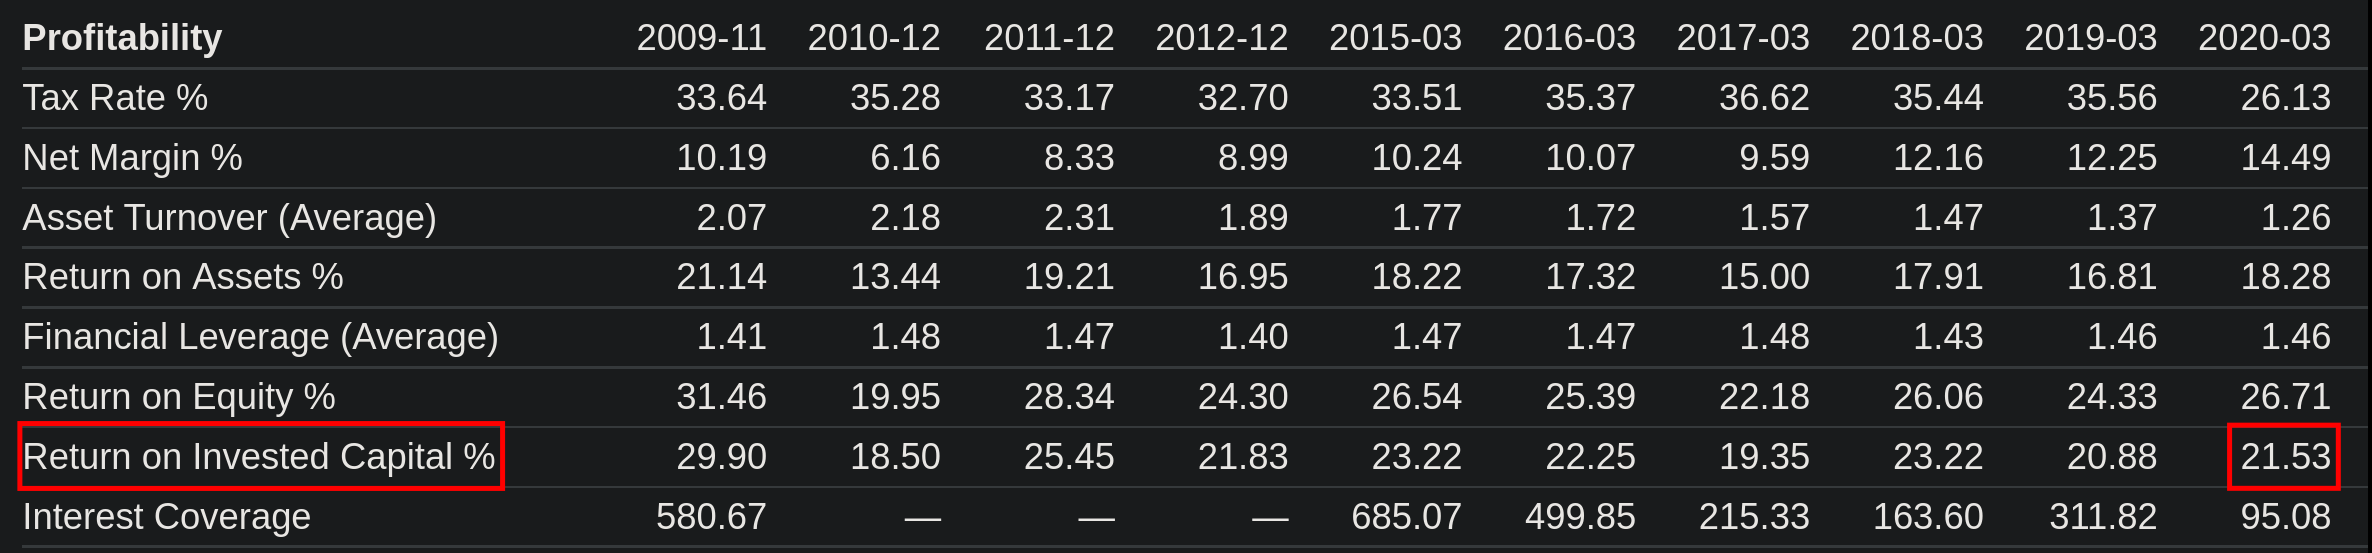 Profitability 2009-11 2010-12 2011-12 2012-12 2015-03 2016-03 2017-03 2018-03 2019-03 2020-03
Tax Rate % 33.64 35.28 33.17 32.70 33.51 35.37 36.62 35.44 35.56 26.13
Net Margin % 10.19 6.16 8.33 8.99 10.24 10.07 9.59 12.16 12.25 14.49
Asset Turnover (Average) 2.07 2.18 2.31 1.89 1.77 1.72 1.57 1.47 1.37 1.26
Return on Assets % 21.14 13.44 19.21 16.95 18.22 17.32 15.00 17.91 16.81 18.28
Financial Leverage (Average) 1.41 1.48 1.47 1.40 1.47 1.47 1.48 1.43 1.46 1.46
Return on Equity % 31.46 19.95 28.34 24.30 26.54 25.39 22.18 26.06 24.33 26.71
Return on Invested Capital % 29.90 18.50 25.45 21.83 23.22 22.25 19.35 23.22 20.88 21.53
Interest Coverage 580.67 — — — 685.07 499.85 215.33 163.60 311.82 95.08